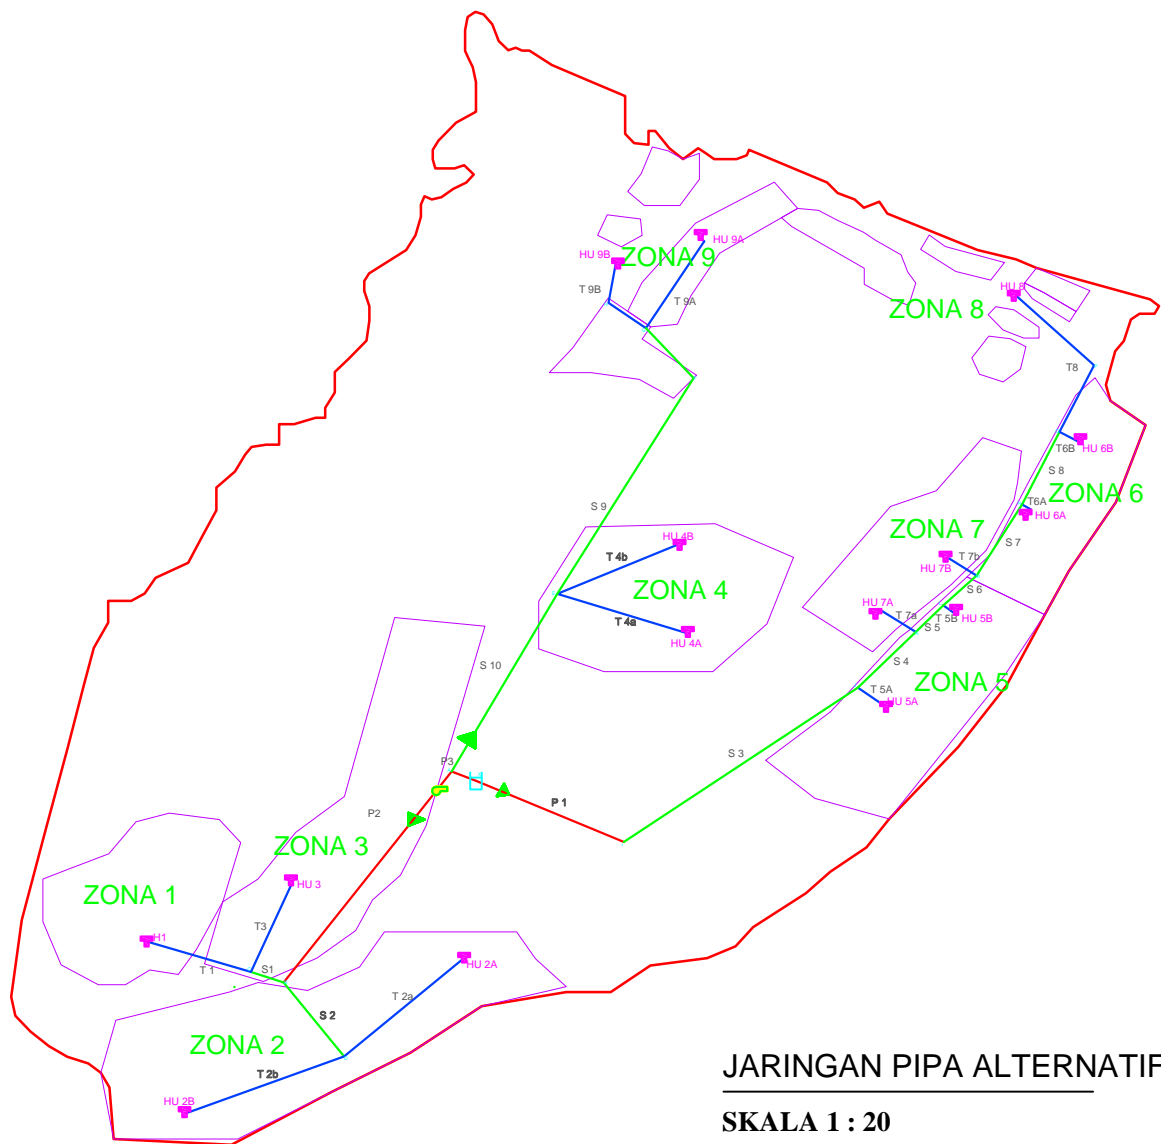 HU 9A
HU 9B
ZONA 9
T 9B
T 9A
HU 8
ZONA 8
T8
T6B
HU 6B
S 8
ZONA 6
T6A
HU 6A
S 9
S 7
ZONA 7
HU 4B
T 4b
T 7b
HU 7B
ZONA 4
S 6
HU 7A
T 7a
T 5B
HU 5B
T 4a
S 5
HU 4A
S 10
S 4
ZONA 5
T 5A
HU 5A
S 3
P3
P 1
P2
ZONA 3
HU 3
ZONA 1
T3
H1
HU 2A
T 1
S1
T 2a
S 2
ZONA 2
T 2b
HU 2B
JARINGAN PIPA ALTERNATIF
SKALA 1 : 20